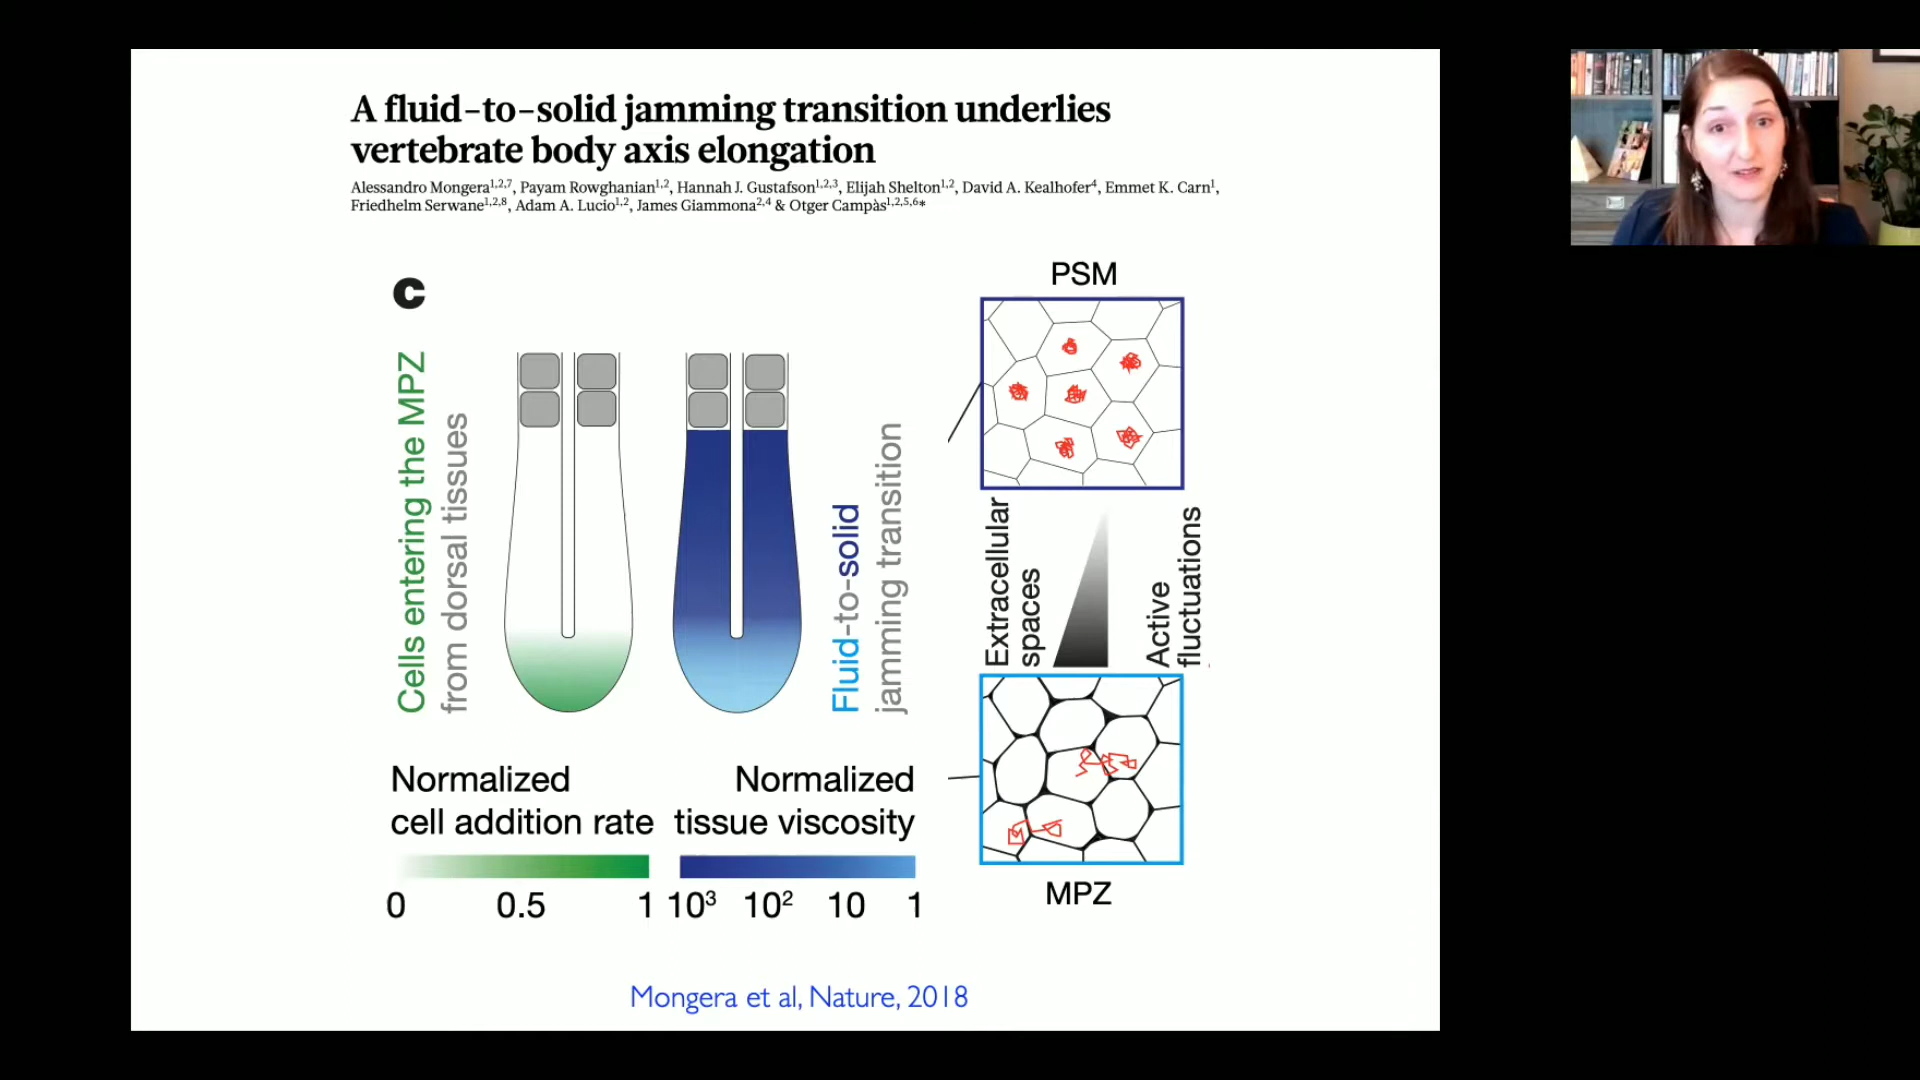 A fluid-to-solid jamming transition underlies
vertebrate body axis elongation
Alessandro Mongera1,2,7, Payam Rowghanian1,2, Hannah J. Gustafson1,2,3, Elijah Shelton1,2, David A. Kealhofer4, Emmet K. Carn1,
Friedhelm Serwane1,2,8, Adam A. Lucio1,2, James Giammona2,4 & Otger Campàs1,2,5,6*
c
Cells entering the MPZ
from dorsal tissues
Fluid-to-solid
jamming transition
PSM
Extracellular
spaces
Active
fluctuations
MPZ
Normalized
cell addition rate
0 0.5 1
Normalized
tissue viscosity
10³ 10² 10 1
Mongera et al, Nature, 2018